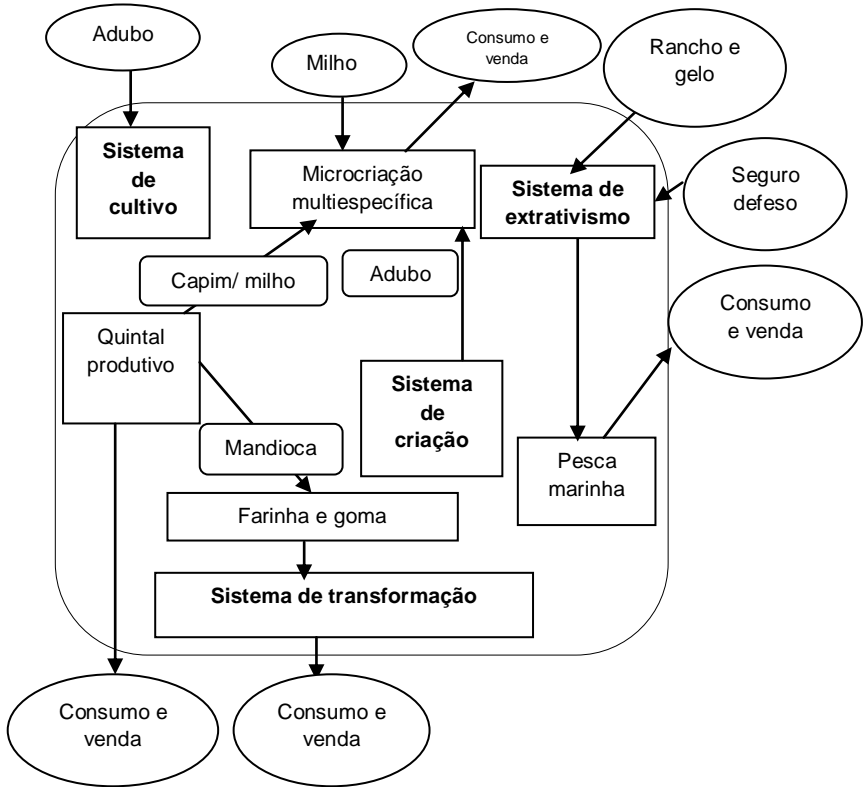 Adubo
Milho
Consumo e
venda
Rancho e
gelo
Sistema
de
cultivo
Microcriação
multiespecífica
Sistema de
extrativismo
Seguro
defeso
Capim/ milho
Adubo
Consumo
e venda
Quintal
produtivo
Sistema
de
criação
Mandioca
Pesca
marinha
Farinha e goma
Sistema de transformação
Consumo e
venda
Consumo e
venda